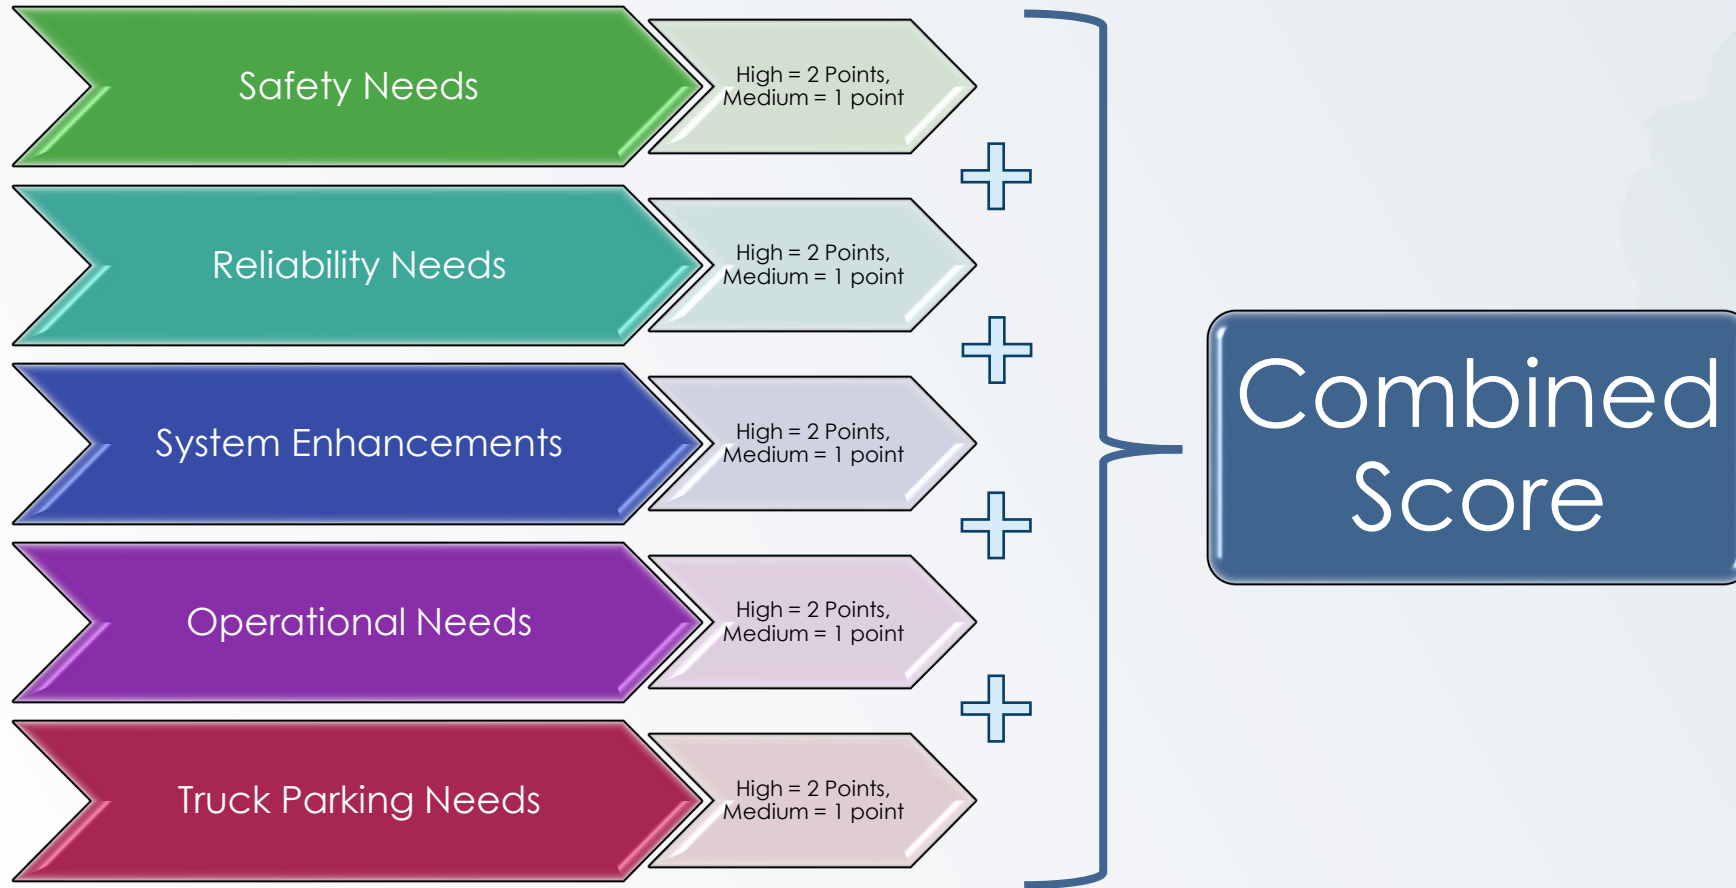 Safety Needs
High = 2 Points,
Medium = 1 point
Reliability Needs
High = 2 Points,
Medium = 1 point
System Enhancements
High = 2 Points,
Medium = 1 point
Operational Needs
High = 2 Points,
Medium = 1 point
Truck Parking Needs
High = 2 Points,
Medium = 1 point
Combined
Score